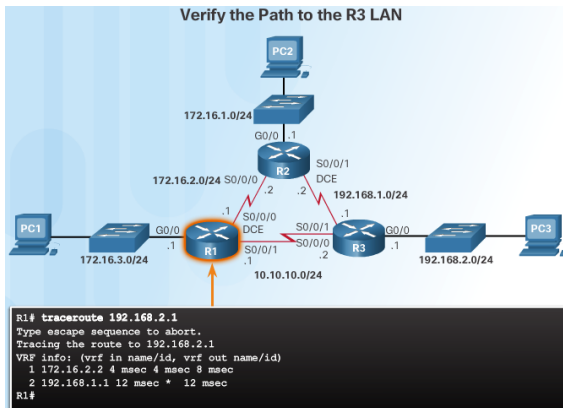 Verify the Path to the R3 LAN
PC2
172.16.1.0/24
G0/0 .1
R2
S0/0/1
DCE
172.16.2.0/24 S0/0/0
.2 .2
192.168.1.0/24
.1 S0/0/0
DCE
.1
PC1
G0/0
.1
172.16.3.0/24
R1
S0/0/1
.1
S0/0/1
S0/0/0
.2
R3
G0/0
.1
192.168.2.0/24
PC3
10.10.10.0/24
R1# traceroute 192.168.2.1
Type escape sequence to abort.
Tracing the route to 192.168.2.1
VRF info: (vrf in name/id, vrf out name/id)
1 172.16.2.2 4 msec 4 msec 8 msec
2 192.168.1.1 12 msec * 12 msec
R1#